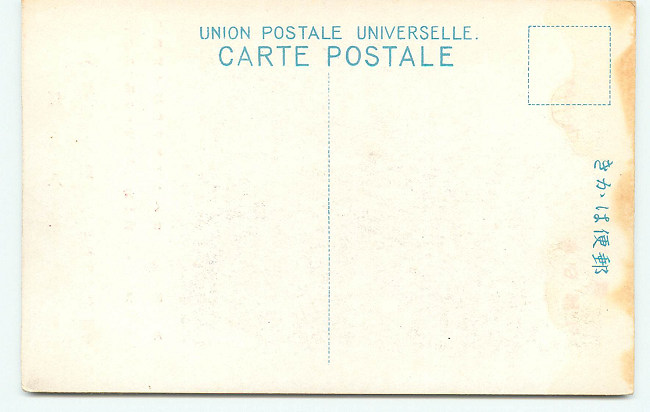 UNION POSTALE UNIVERSELLE.
CARTE POSTALE
郵便はかき